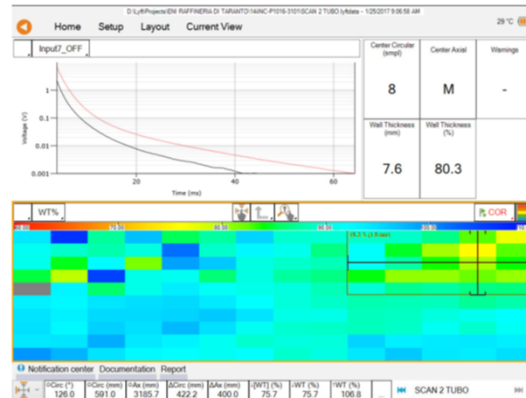 D:\Lyft\Projects\ENI RAFFINERIA DI TARANTO\14INC-P1016-3101\SCAN 2 TUBO.lyftdata - 1/25/2017 9:06:58 AM
Home Setup Layout Current View 29 °C
Input7_OFF
Voltage (V)
1
0.1
0.01
0.001
20 40 60
Time (ms)
Center Circular (smpl) Center Axial Warnings
8 M -
Wall Thickness (mm) Wall Thickness (%)
7.6 80.3
WT% COR
Notification center Documentation Report
Circ (°) Circ (mm) Ax (mm) ΔCirc (mm) ΔAx (mm) [WT] (%) WT (%) WT (%)
126.0 591.0 3185.7 422.2 400.0 75.7 75.7 106.8 ... SCAN 2 TUBO